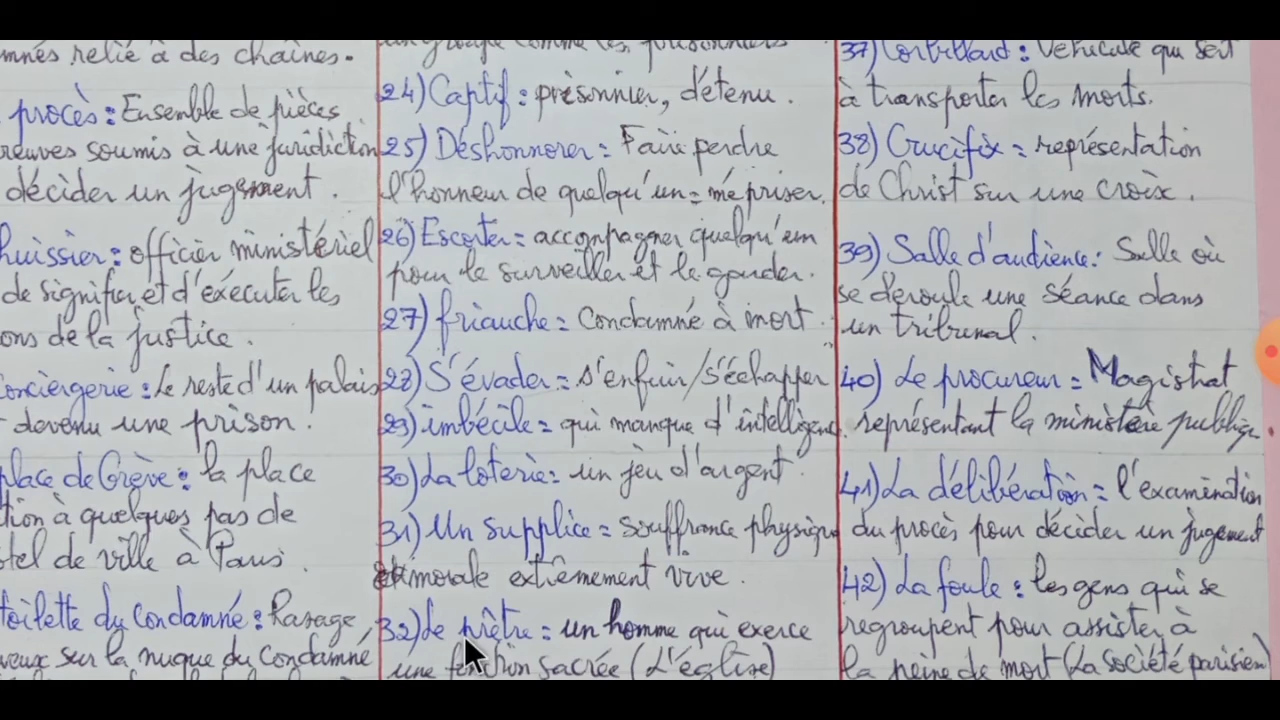 mnés relié à des chaînes.
procès : Ensemble de pièces
reuves soumis à une juridiction
décider un jugement.
huissier : officier ministériel
de signifier et d'exécuter les
ons de la justice.
onciergerie : Le reste d'un palais
devenu une prison.
place de Grève : la place
tion à quelques pas de
tel de ville à Paris.
toilette du condamné : Rasage,
veux sur la nuque du condamné
un groupe comme les prisonniers
24) Captif : présonnier, détenu.
25) Déshonnorer = Faire perdre
l'honneur de quelqu'un = mépriser.
26) Escorter = accompagner quelqu'un
pour le surveiller et le garder.
27) friauche = Condamné à mort.
28) S'évader = s'enfuir/s'échapper
29) imbécile = qui manque d'intelligence.
30) La loterie = un jeu d'argent.
31) Un supplice = souffrance physique
et morale extrêmement vive.
32) Le prêtre = un homme qui exerce
une fonction sacrée (L'église)
37) Corbillard : Véhicule qui sert
à transporter les morts.
38) Crucifix = représentation
de Christ sur une croix.
39) Salle d'audience : Salle où
se déroule une séance dans
un tribunal.
40) Le procureur = Magistrat
représentant la ministère publique
41) La délibération = l'examination
du procès pour décider un jugement
42) La foule : les gens qui se
regroupent pour assister à
la peine de mort (La société parisien)